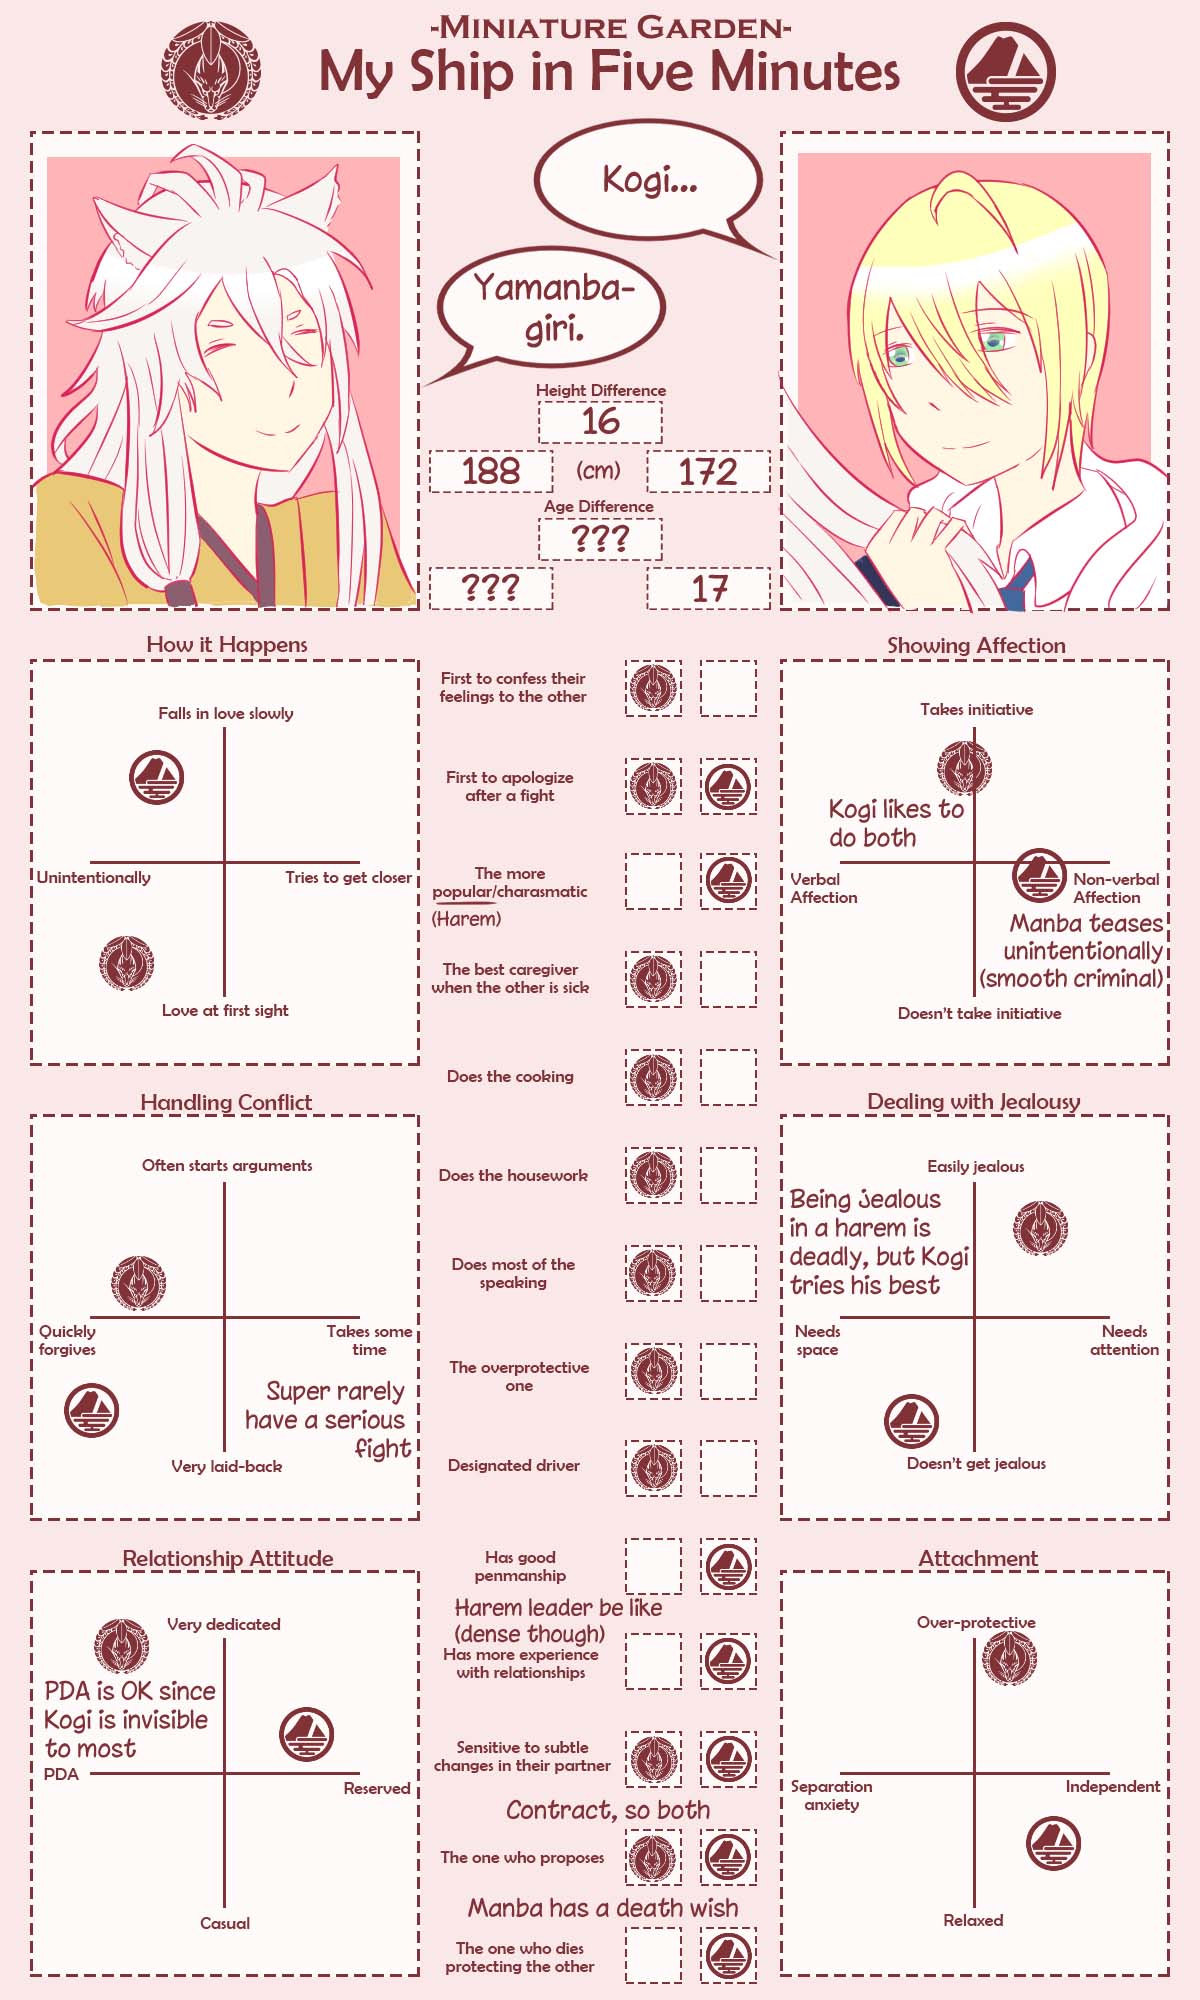 -MINIATURE GARDEN-
My Ship in Five Minutes
Kogi...
Yamanba-
giri.
Height Difference
16
188
(cm)
172
Age Difference
???
???
17
How it Happens
Falls in love slowly
Unintentionally
Tries to get closer
Love at first sight
First to confess their
feelings to the other
First to apologize
after a fight
The more
popular/charasmatic
(Harem)
The best caregiver
when the other is sick
Does the cooking
Showing Affection
Takes initiative
Kogi likes to
do both
Verbal
Affection
Non-verbal
Affection
Manba teases
unintentionally
(smooth criminal)
Doesn't take initiative
Handling Conflict
Often starts arguments
Quickly
forgives
Takes some
time
Super rarely
have a serious
fight
Very laid-back
Does the housework
Does most of the
speaking
The overprotective
one
Designated driver
Dealing with Jealousy
Easily jealous
Being jealous
in a harem is
deadly, but Kogi
tries his best
Needs
space
Needs
attention
Doesn't get jealous
Relationship Attitude
Very dedicated
PDA is OK since
Kogi is invisible
to most
PDA
Reserved
Casual
Has good
penmanship
Harem leader be like
(dense though)
Has more experience
with relationships
Sensitive to subtle
changes in their partner
Contract, so both
The one who proposes
Manba has a death wish
The one who dies
protecting the other
Attachment
Over-protective
Separation
anxiety
Independent
Relaxed